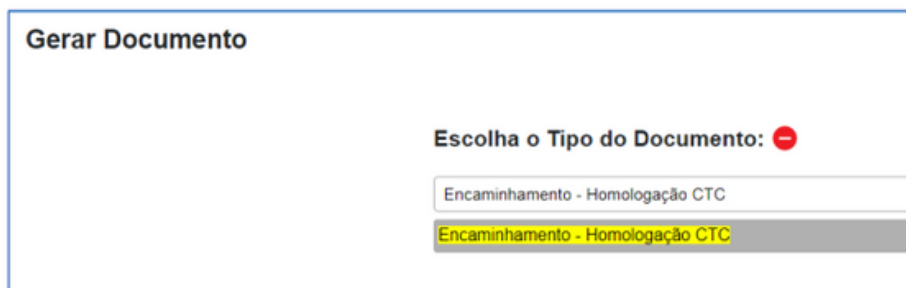 Gerar Documento
Escolha o Tipo do Documento:
Encaminhamento - Homologação CTC
Encaminhamento - Homologação CTC